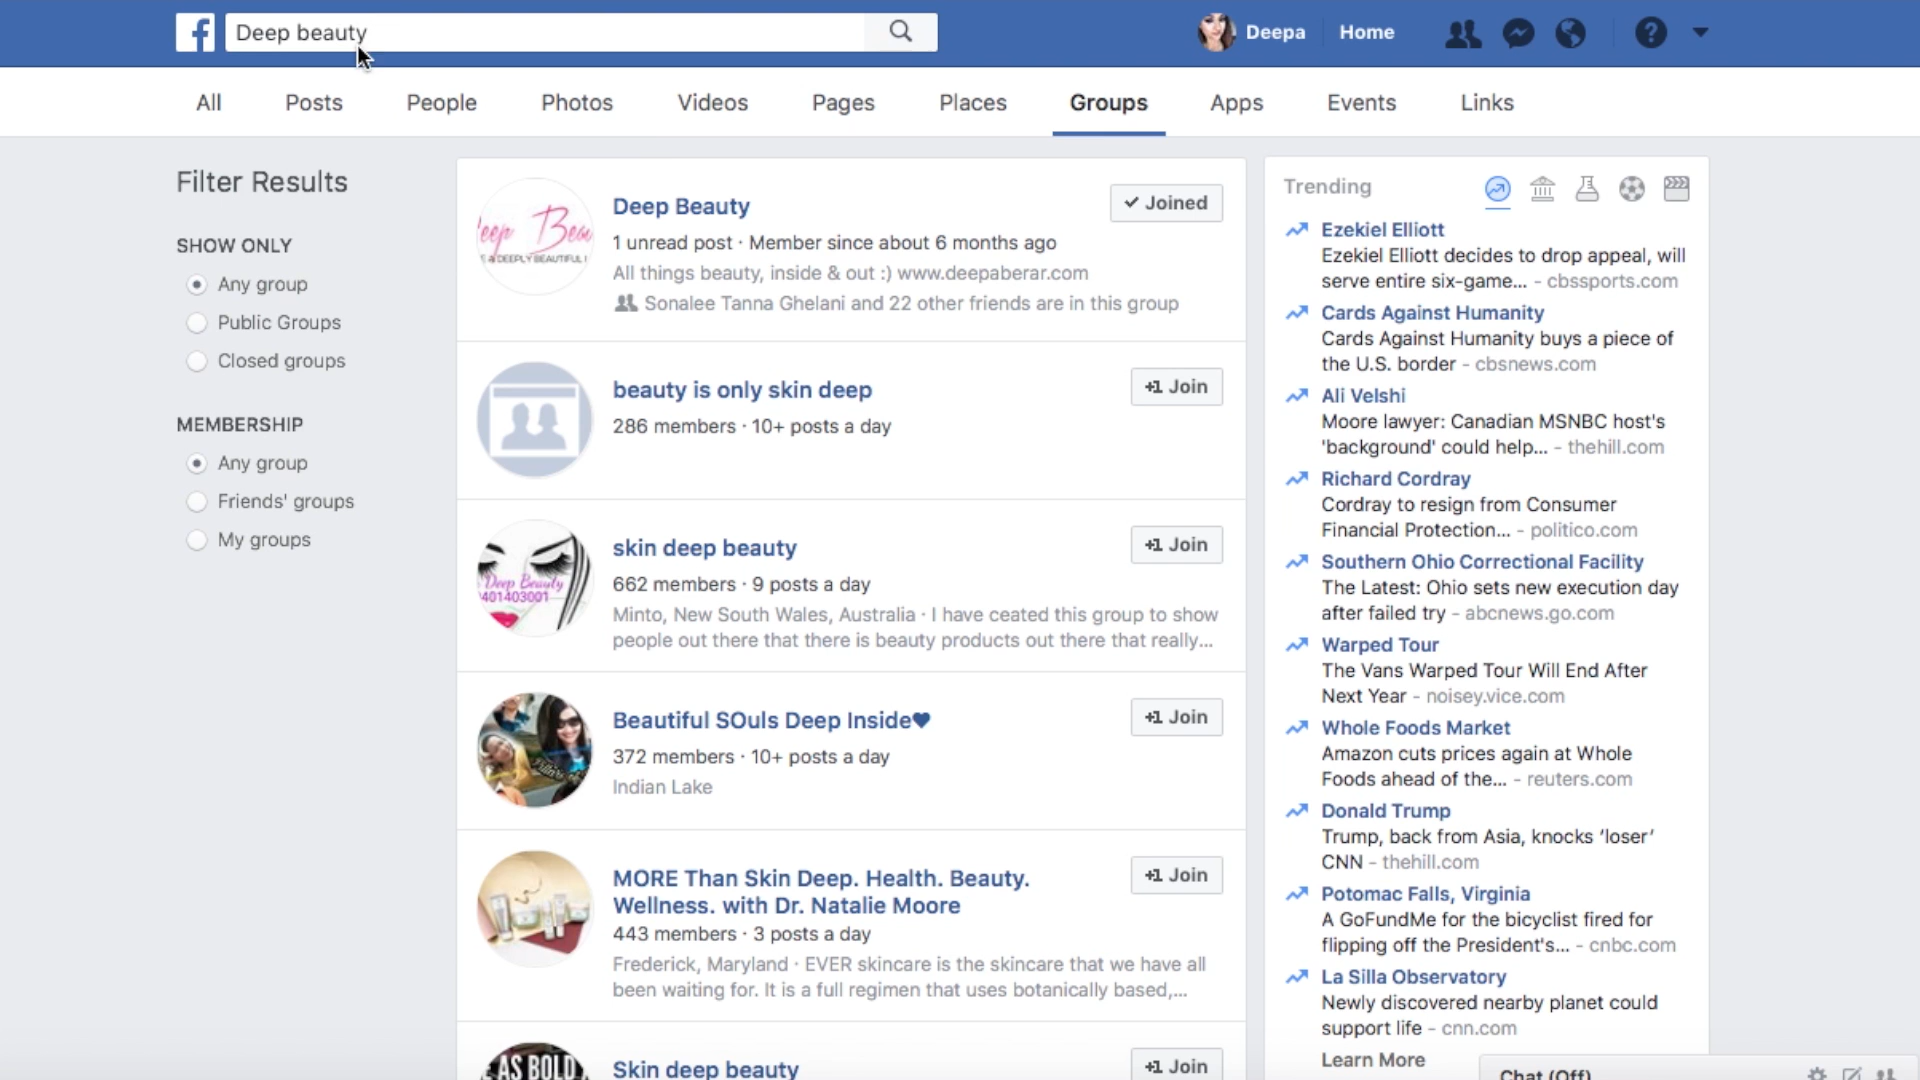 Deep beauty
Deepa
Home
All
Posts
People
Photos
Videos
Pages
Places
Groups
Apps
Events
Links
Filter Results
SHOW ONLY
Any group
Public Groups
Closed groups
MEMBERSHIP
Any group
Friends' groups
My groups
Deep Beauty
Joined
1 unread post · Member since about 6 months ago
All things beauty, inside & out :) www.deepaberar.com
Sonalee Tanna Ghelani and 22 other friends are in this group
beauty is only skin deep
+1 Join
286 members · 10+ posts a day
Deep Beauty
401403001
skin deep beauty
+1 Join
662 members · 9 posts a day
Minto, New South Wales, Australia · I have ceated this group to show
people out there that there is beauty products out there that really...
Beautiful SOuls Deep Inside♥
+1 Join
372 members · 10+ posts a day
Indian Lake
MORE Than Skin Deep. Health. Beauty.
Wellness. with Dr. Natalie Moore
+1 Join
443 members · 3 posts a day
Frederick, Maryland · EVER skincare is the skincare that we have all
been waiting for. It is a full regimen that uses botanically based,...
AS BOLD
Skin deep beauty
+1 Join
Trending
Ezekiel Elliott
Ezekiel Elliott decides to drop appeal, will
serve entire six-game... - cbssports.com
Cards Against Humanity
Cards Against Humanity buys a piece of
the U.S. border - cbsnews.com
Ali Velshi
Moore lawyer: Canadian MSNBC host's
'background' could help... - thehill.com
Richard Cordray
Cordray to resign from Consumer
Financial Protection... - politico.com
Southern Ohio Correctional Facility
The Latest: Ohio sets new execution day
after failed try - abcnews.go.com
Warped Tour
The Vans Warped Tour Will End After
Next Year - noisey.vice.com
Whole Foods Market
Amazon cuts prices again at Whole
Foods ahead of the... - reuters.com
Donald Trump
Trump, back from Asia, knocks ‘loser’
CNN - thehill.com
Potomac Falls, Virginia
A GoFundMe for the bicyclist fired for
flipping off the President's... - cnbc.com
La Silla Observatory
Newly discovered nearby planet could
support life - cnn.com
Learn More
Chat (Off)